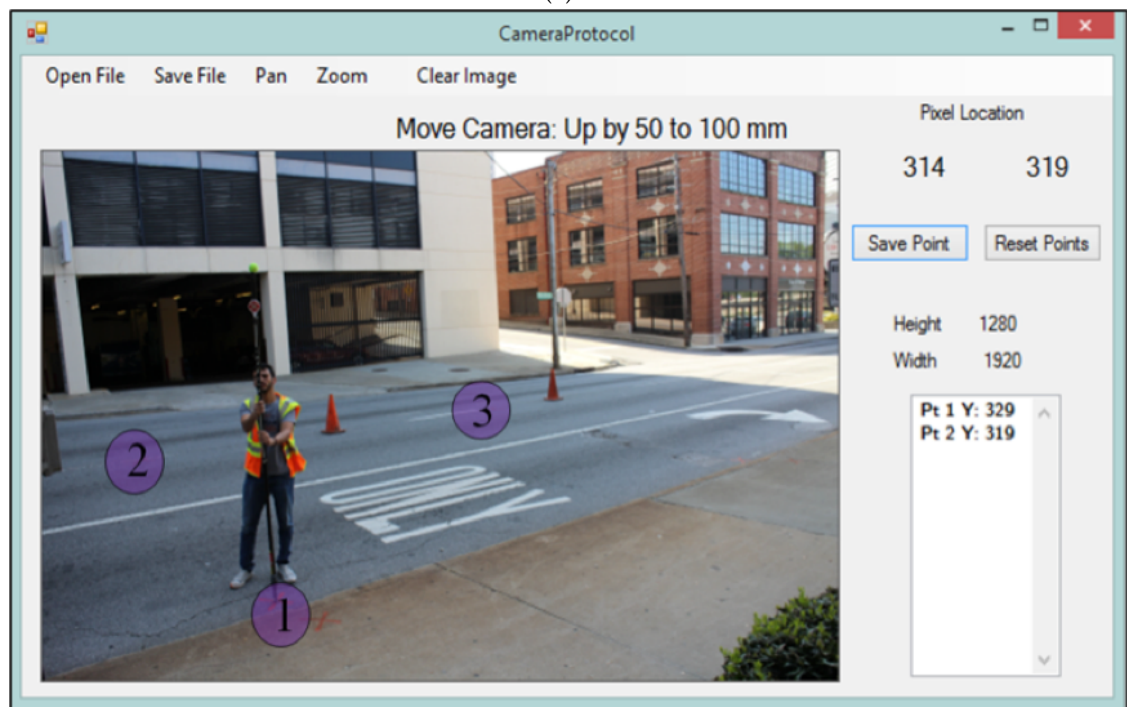 CameraProtocol
Open File Save File Pan Zoom Clear Image
Move Camera: Up by 50 to 100 mm
Pixel Location
314 319
Save Point Reset Points
Height 1280
Width 1920
Pt 1 Y: 329
Pt 2 Y: 319
3
2
ONLY
1